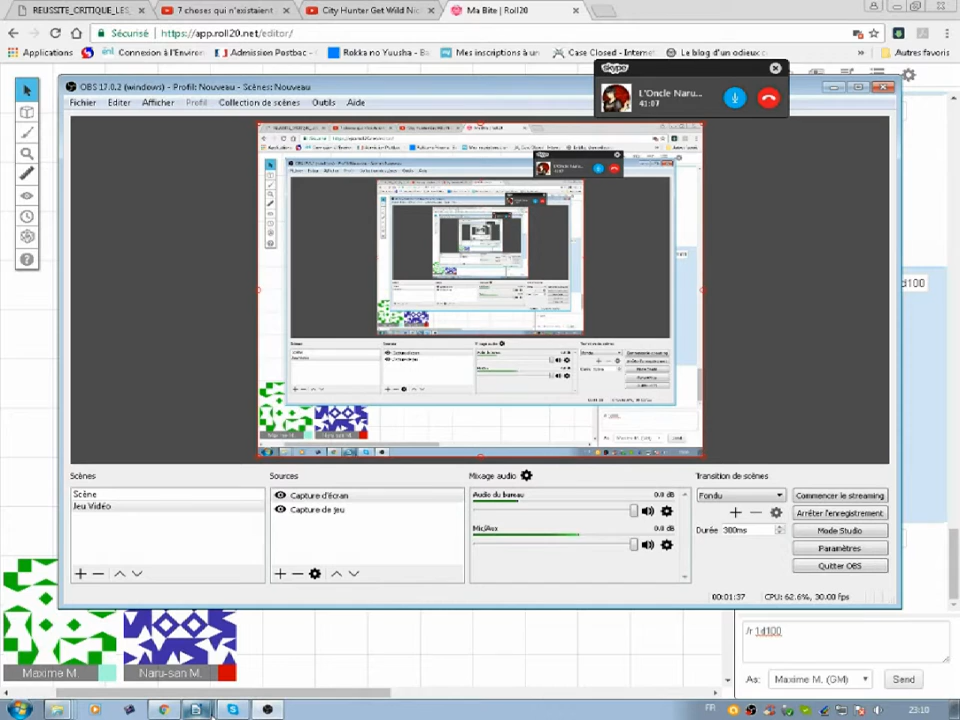 REUSSITE_CRITIQUE_LES_
7 choses qui n'existaient
City Hunter Get Wild Nic
Ma Bite | Roll20
Sécurisé
https://app.roll20.net/editor/
Applications
Connexion à l'Environ
Admission Postbac -
Rokka no Yuusha - Ba
Mes inscriptions à un
Case Closed - Internet
Le blog d'un odieux c
Autres favoris
skype
L'Oncle Naru...
41:07
OBS 17.0.2 (windows) - Profil: Nouveau - Scènes: Nouveau
Fichier Editer Afficher Profil Collection de scènes Outils Aide
d100
Scènes
Scène
Jeu Vidéo
Sources
Capture d'écran
Capture de jeu
Mixage audio
Audio du bureau
0.0 dB
Mic/Aux
0.0 dB
Transition de scènes
Fondu
Durée 300ms
Commencer le streaming
Arrêter l'enregistrement
Mode Studio
Paramètres
Quitter OBS
00:01:37
CPU: 62.6%, 30.00 fps
/r 1d100
Maxime M.
Naru-san M.
As: Maxime M. (GM)
Send
FR
23:10